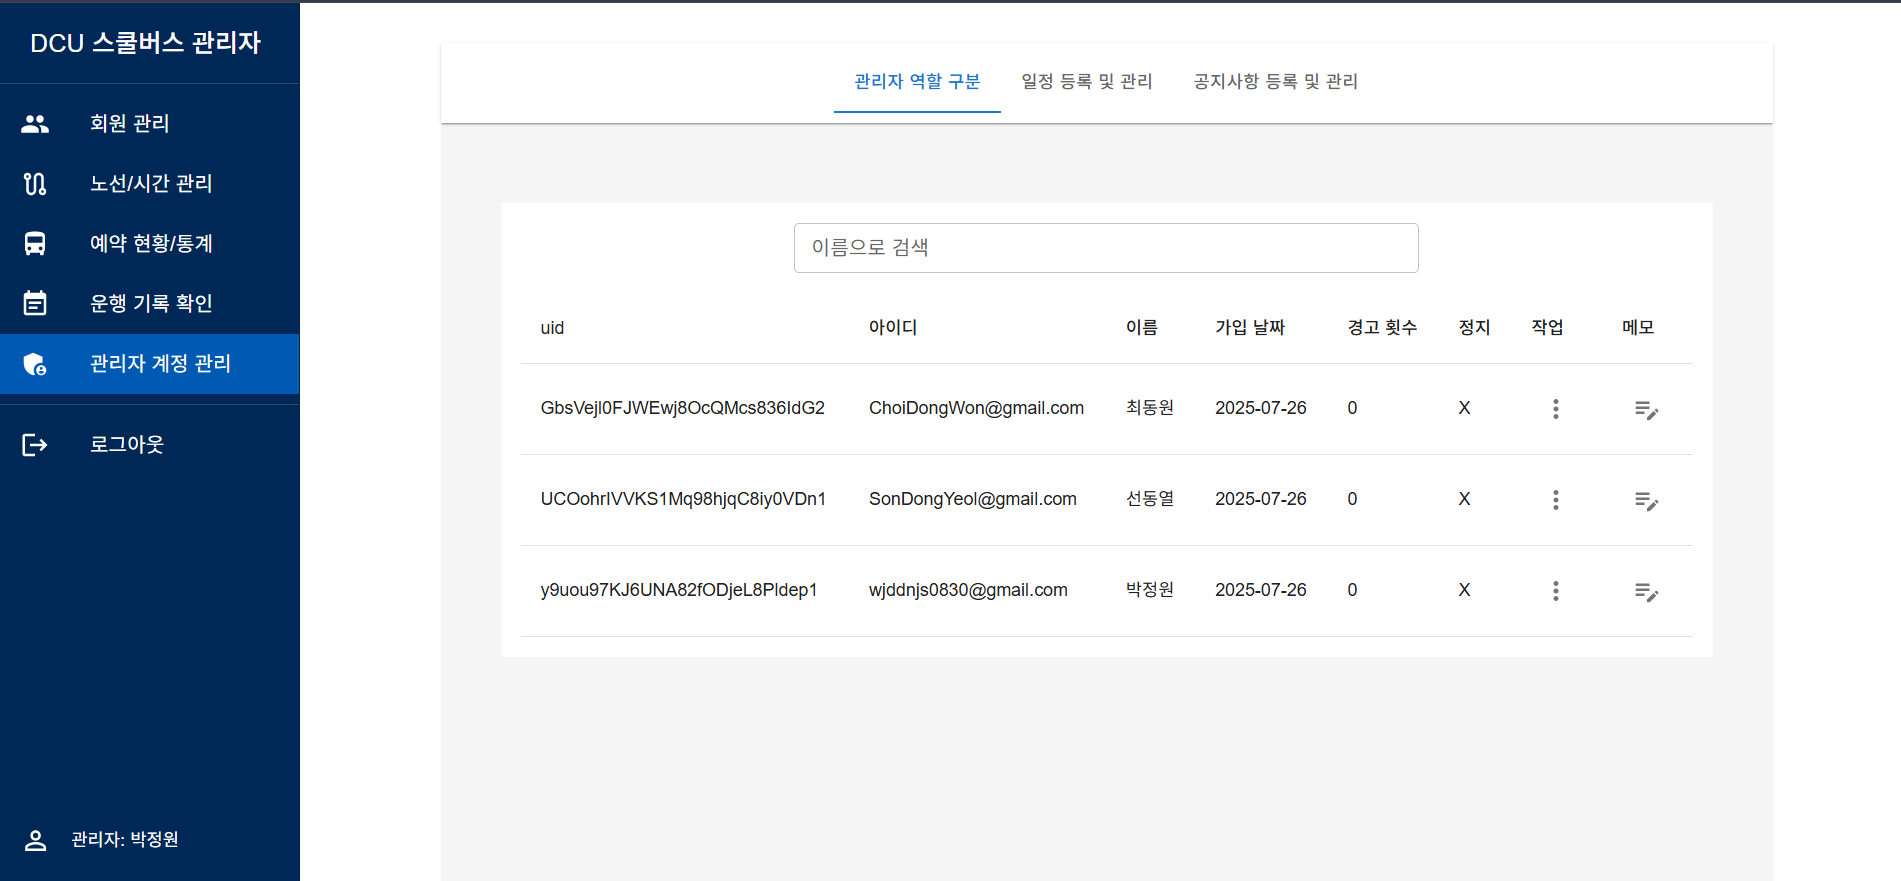 DCU 스쿨버스 관리자
회원 관리
노선/시간 관리
예약 현황/통계
운행 기록 확인
관리자 계정 관리
로그아웃
관리자: 박정원
관리자 역할 구분 일정 등록 및 관리 공지사항 등록 및 관리
이름으로 검색
uid 아이디 이름 가입 날짜 경고 횟수 정지 작업 메모
GbsVejl0FJWEwj8OcQMcs836IdG2 ChoiDongWon@gmail.com 최동원 2025-07-26 0 X
UCOohrIVVKS1Mq98hjqC8iy0VDn1 SonDongYeol@gmail.com 선동열 2025-07-26 0 X
y9uou97KJ6UNA82fODjeL8Pldep1 wjddnjs0830@gmail.com 박정원 2025-07-26 0 X